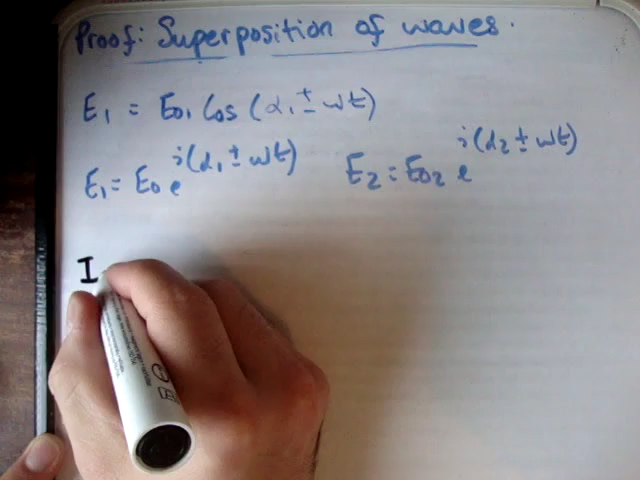 Proof: Superposition of waves.
E₁ = E₀₁ Cos (α₁ ± ωt)
E₁ = E₀ e^i(α₁ ± ωt) E₂ = E₀₂ e^i(α₂ ± ωt)
I